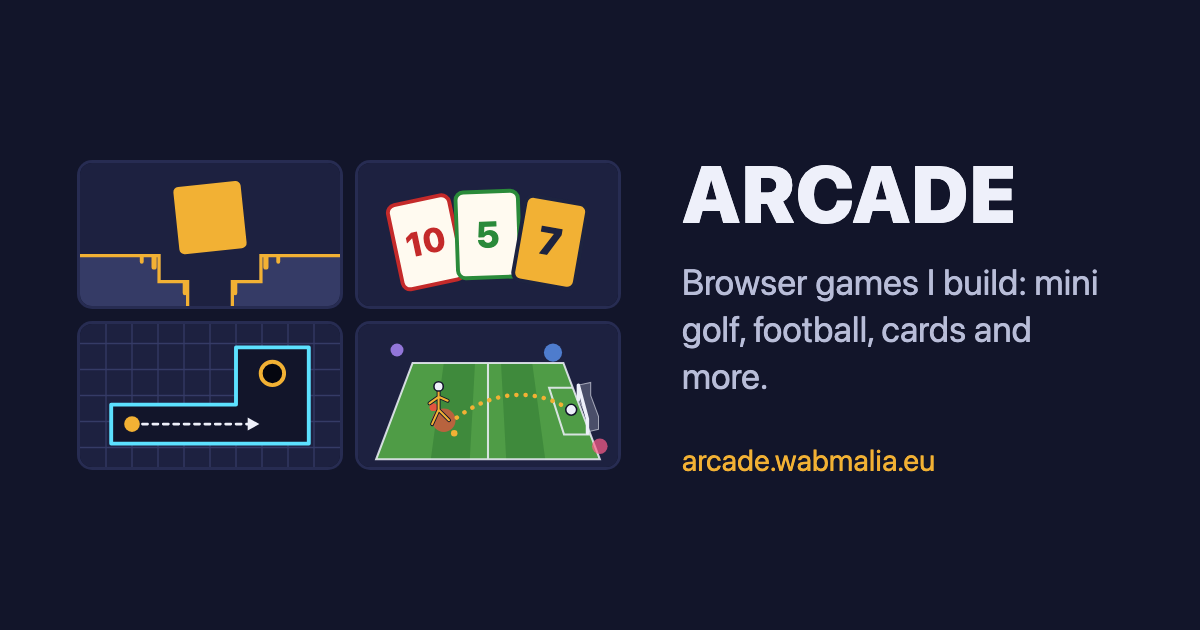 10
5
7
ARCADE
Browser games I build: mini
golf, football, cards and
more.
arcade.wabmalia.eu